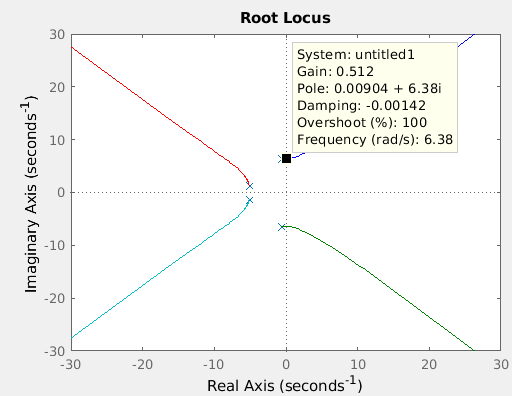 Root Locus
System: untitled1
Gain: 0.512
Pole: 0.00904 + 6.38i
Damping: -0.00142
Overshoot (%): 100
Frequency (rad/s): 6.38
Imaginary Axis (seconds⁻¹)
30
20
10
0
-10
-20
-30
-30
-20
-10
0
10
20
30
Real Axis (seconds⁻¹)